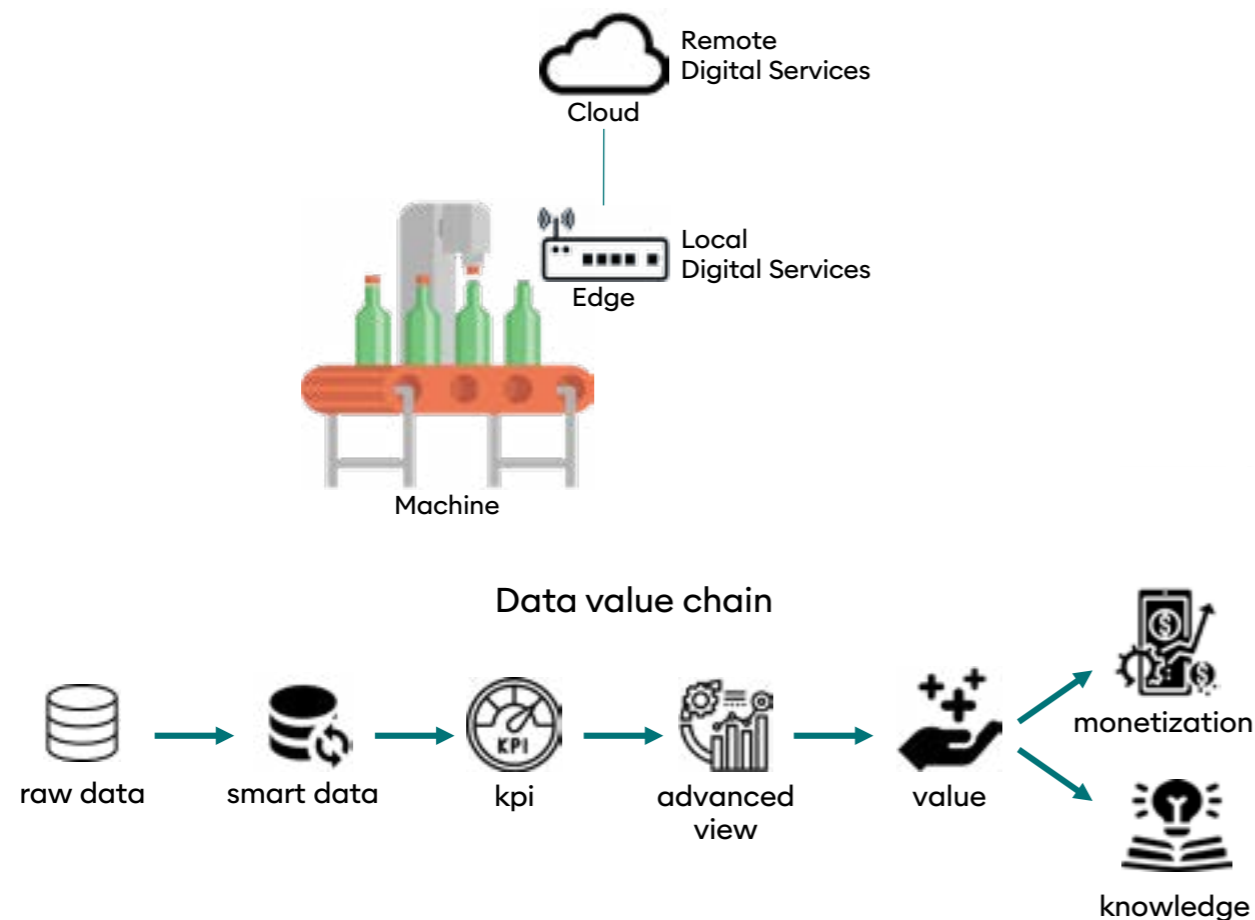 Remote
Digital Services
Cloud
Local
Digital Services
Edge
Machine
Data value chain
$
$
KPI
monetization
raw data
smart data
kpi
advanced
view
value
knowledge